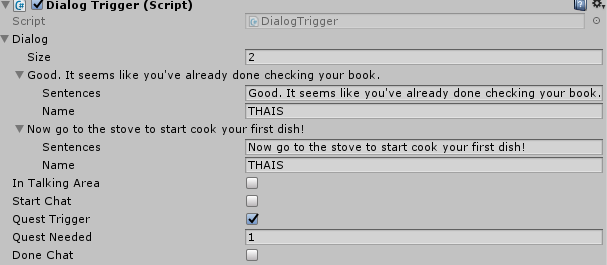 Dialog Trigger (Script)
Script DialogTrigger
Dialog
Size 2
Good. It seems like you've already done checking your book.
Sentences Good. It seems like you've already done checking your book.
Name THAIS
Now go to the stove to start cook your first dish!
Sentences Now go to the stove to start cook your first dish!
Name THAIS
In Talking Area
Start Chat
Quest Trigger
Quest Needed 1
Done Chat